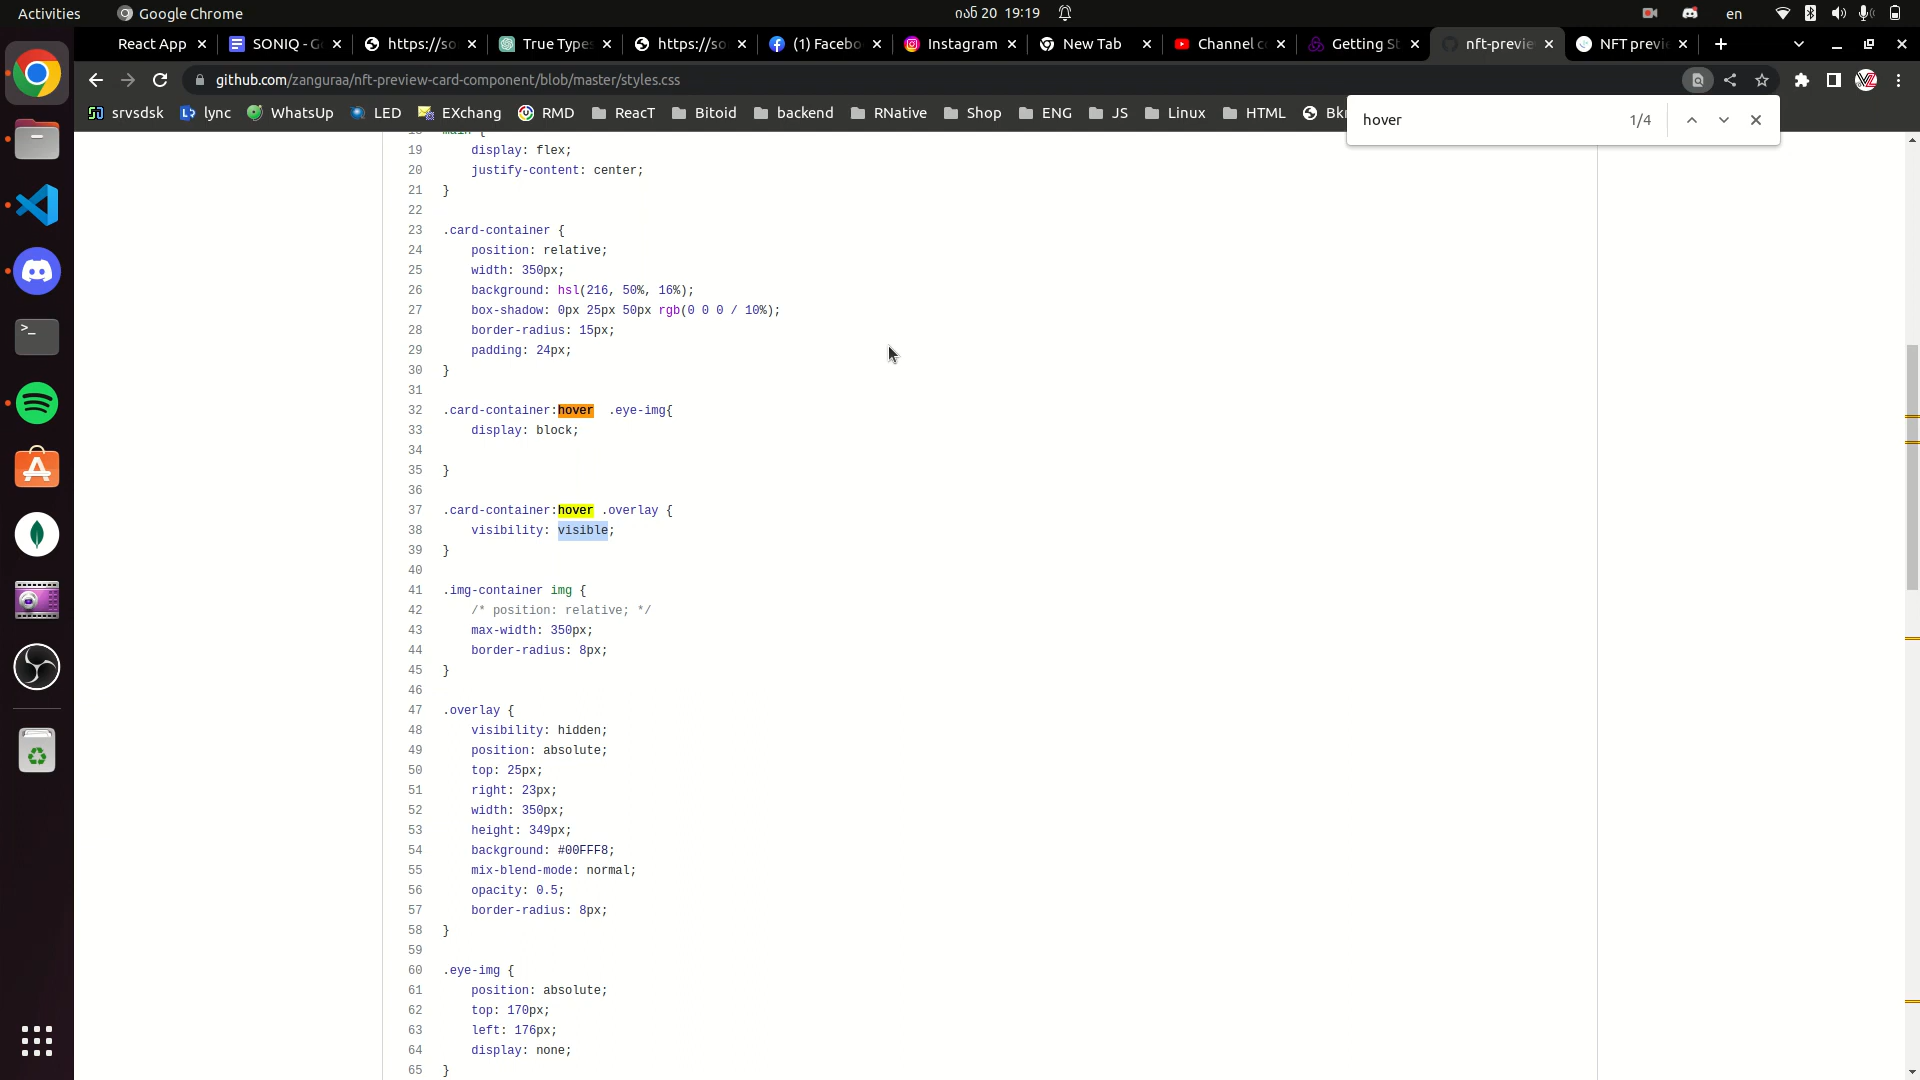 Activities
Google Chrome
იან 20 19:19
en
React App
SONIQ - G
https://so
True Types
https://so
(1) Facebo
Instagram
New Tab
Channel c
Getting S
nft-previe
NFT previ
github.com/zanguraa/nft-preview-card-component/blob/master/styles.css
srvsdsk
lync
WhatsUp
LED
EXchang
RMD
ReacT
Bitoid
backend
RNative
Shop
ENG
JS
Linux
HTML
hover
1/4
main {
19 display: flex;
20 justify-content: center;
21 }
22
23 .card-container {
24 position: relative;
25 width: 350px;
26 background: hsl(216, 50%, 16%);
27 box-shadow: 0px 25px 50px rgb(0 0 0 / 10%);
28 border-radius: 15px;
29 padding: 24px;
30 }
31
32 .card-container:hover  .eye-img{
33 display: block;
34
35 }
36
37 .card-container:hover .overlay {
38 visibility: visible;
39 }
40
41 .img-container img {
42 /* position: relative; */
43 max-width: 350px;
44 border-radius: 8px;
45 }
46
47 .overlay {
48 visibility: hidden;
49 position: absolute;
50 top: 25px;
51 right: 23px;
52 width: 350px;
53 height: 349px;
54 background: #00FFF8;
55 mix-blend-mode: normal;
56 opacity: 0.5;
57 border-radius: 8px;
58 }
59
60 .eye-img {
61 position: absolute;
62 top: 170px;
63 left: 176px;
64 display: none;
65 }